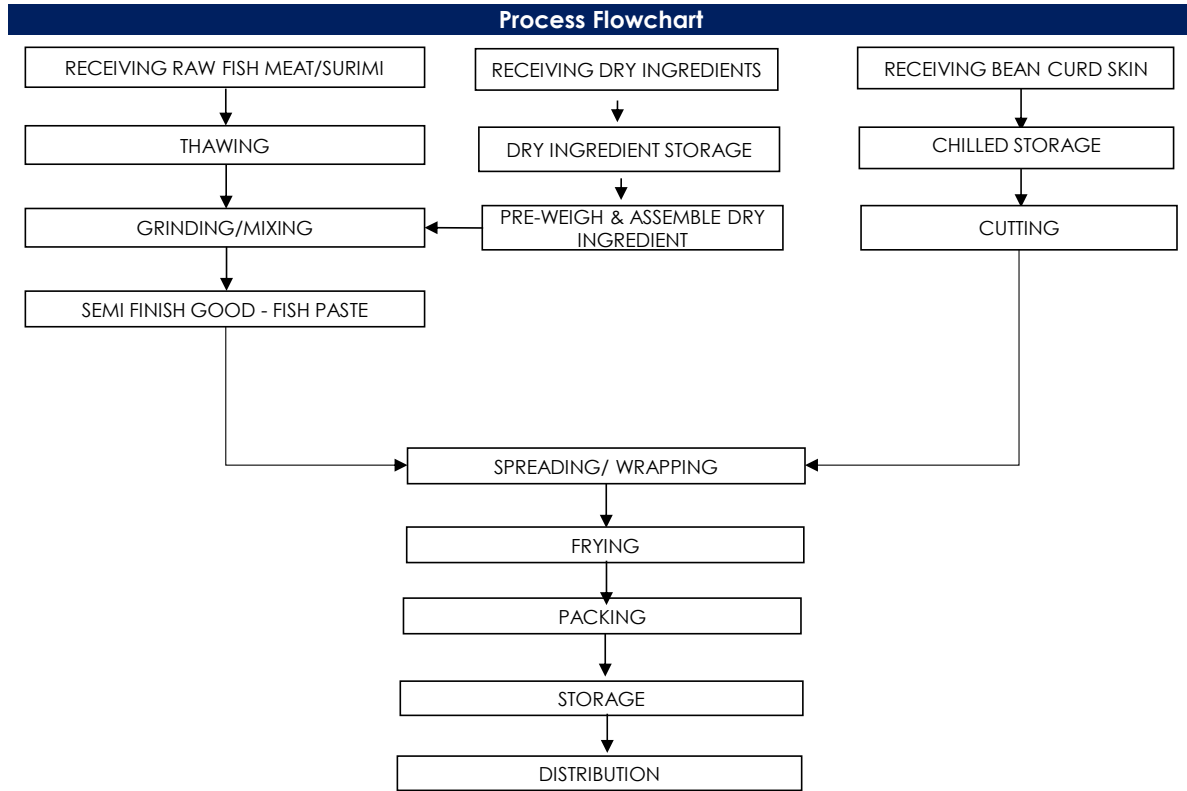 Process Flowchart
RECEIVING RAW FISH MEAT/SURIMI
RECEIVING DRY INGREDIENTS
RECEIVING BEAN CURD SKIN
THAWING
DRY INGREDIENT STORAGE
CHILLED STORAGE
GRINDING/MIXING
PRE-WEIGH & ASSEMBLE DRY
INGREDIENT
CUTTING
SEMI FINISH GOOD - FISH PASTE
SPREADING/ WRAPPING
FRYING
PACKING
STORAGE
DISTRIBUTION